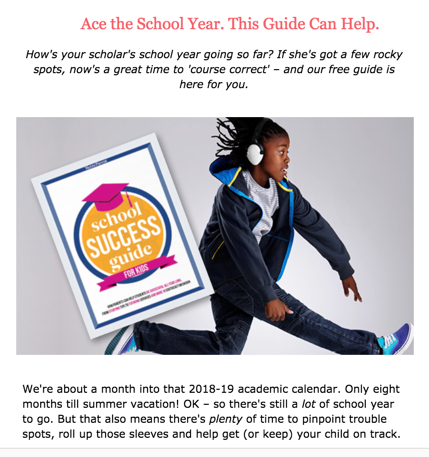 Ace the School Year. This Guide Can Help.
How's your scholar's school year going so far? If she's got a few rocky
spots, now's a great time to 'course correct' – and our free guide is
here for you.
school
SUCCESS
guide
FOR KIDS
We're about a month into that 2018-19 academic calendar. Only eight
months till summer vacation! OK – so there's still a lot of school year
to go. But that also means there's plenty of time to pinpoint trouble
spots, roll up those sleeves and help get (or keep) your child on track.